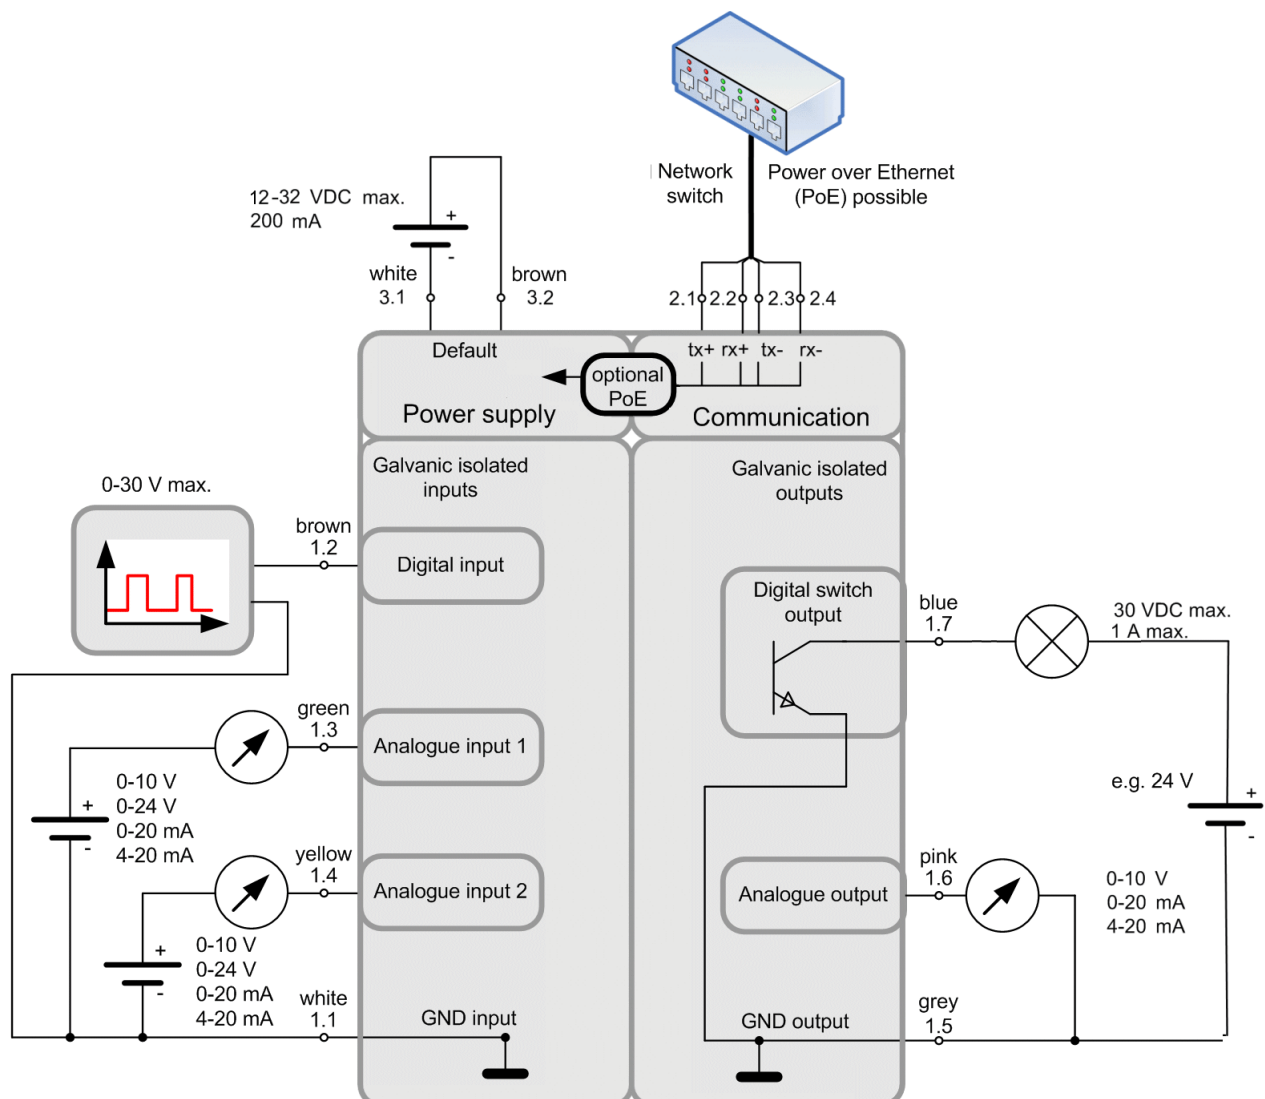 Network
switch
Power over Ethernet
(PoE) possible
12-32 VDC max.
200 mA
+
-
white
3.1
brown
3.2
2.1
2.2
2.3
2.4
Default
tx+ rx+ tx- rx-
optional
PoE
Power supply
Communication
Galvanic isolated
inputs
Galvanic isolated
outputs
0-30 V max.
brown
1.2
Digital input
Digital switch
output
blue
1.7
30 VDC max.
1 A max.
green
1.3
Analogue input 1
0-10 V
0-24 V
0-20 mA
4-20 mA
+
-
e.g. 24 V
+
-
yellow
1.4
Analogue input 2
0-10 V
0-24 V
0-20 mA
4-20 mA
+
-
pink
1.6
Analogue output
0-10 V
0-20 mA
4-20 mA
white
1.1
GND input
GND output
grey
1.5